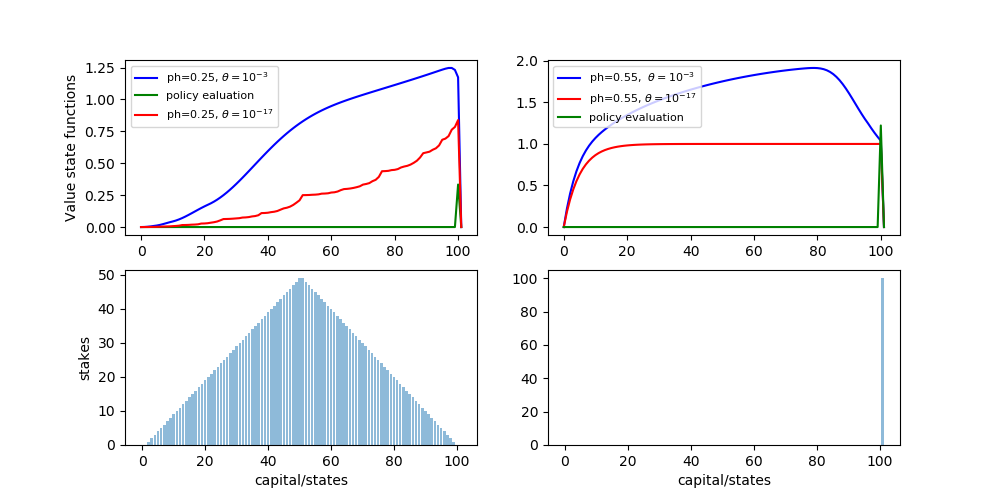 Value state functions
1.25
1.00
0.75
0.50
0.25
0.00
ph=0.25, θ = 10⁻³
policy ealuation
ph=0.25, θ = 10⁻¹⁷
0 20 40 60 80 100
2.0
1.5
1.0
0.5
0.0
ph=0.55, θ = 10⁻³
ph=0.55, θ = 10⁻¹⁷
policy evaluation
0 20 40 60 80 100
stakes
50
40
30
20
10
0
0 20 40 60 80 100
capital/states
100
80
60
40
20
0
0 20 40 60 80 100
capital/states